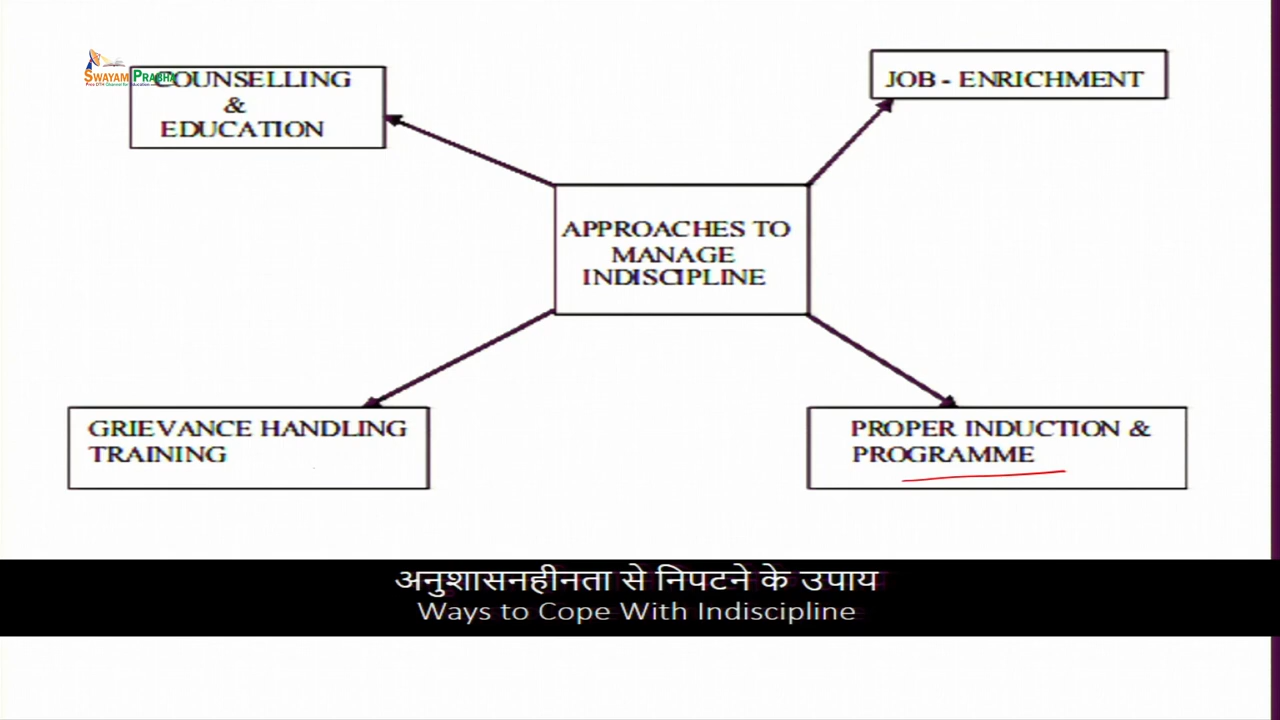 SWAYAM PRABHA
COUNSELLING
&
EDUCATION
JOB - ENRICHMENT
APPROACHES TO
MANAGE
INDISCIPLINE
GRIEVANCE HANDLING
TRAINING
PROPER INDUCTION &
PROGRAMME
अनुशासनहीनता से निपटने के उपाय
Ways to Cope With Indiscipline